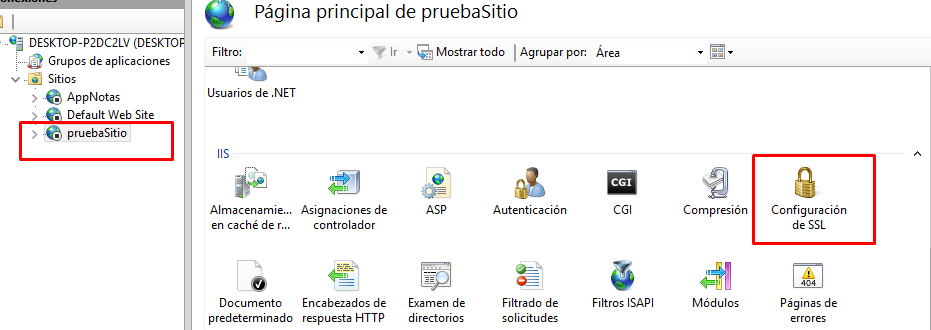 Página principal de pruebaSitio
Filtro:
Ir
Mostrar todo
Agrupar por:
Área
DESKTOP-P2DC2LV (DESKTOP
Grupos de aplicaciones
Sitios
AppNotas
Default Web Site
pruebaSitio
Usuarios de .NET
IIS
Almacenamie...
en caché de r...
Asignaciones de
controlador
ASP
Autenticación
CGI
CGI
Compresión
Configuración
de SSL
Documento
predeterminado
Encabezados de
respuesta HTTP
Examen de
directorios
Filtrado de
solicitudes
Filtros ISAPI
Módulos
404
Páginas de
errores